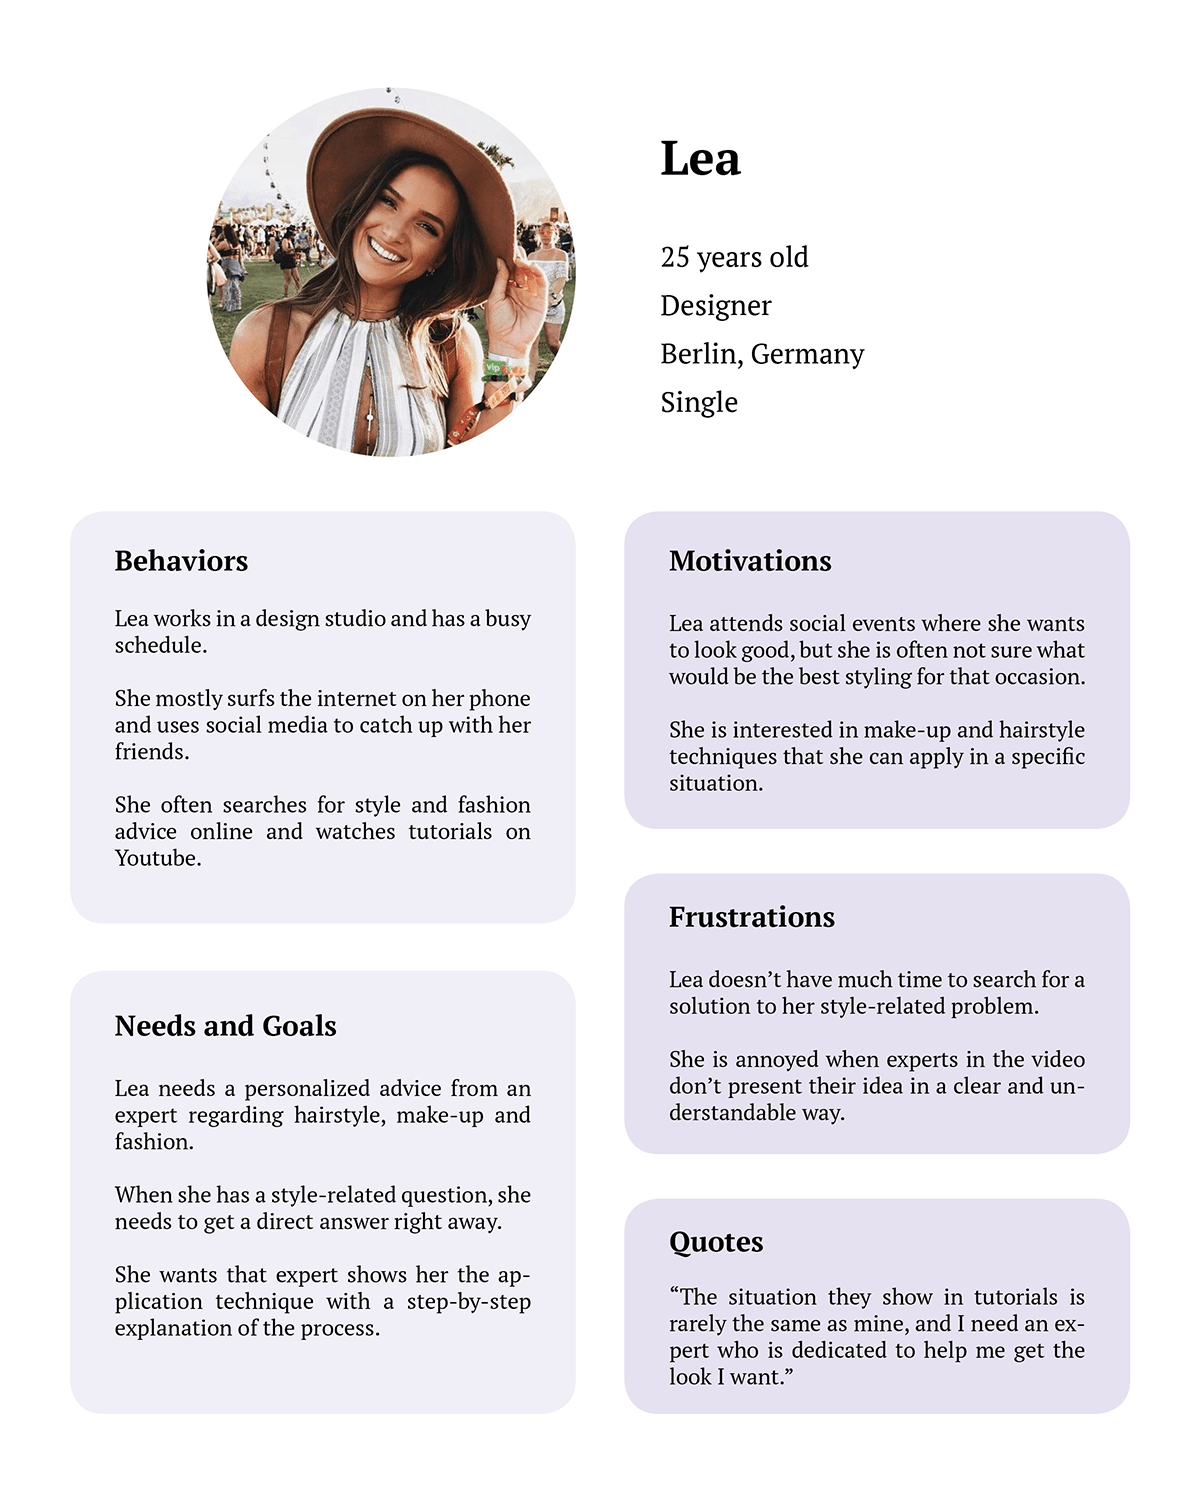 Lea
25 years old
Designer
Berlin, Germany
Single
vip
Behaviors
Lea works in a design studio and has a busy
schedule.
She mostly surfs the internet on her phone
and uses social media to catch up with her
friends.
She often searches for style and fashion
advice online and watches tutorials on
Youtube.
Needs and Goals
Lea needs a personalized advice from an
expert regarding hairstyle, make-up and
fashion.
When she has a style-related question, she
needs to get a direct answer right away.
She wants that expert shows her the ap-
plication technique with a step-by-step
explanation of the process.
Motivations
Lea attends social events where she wants
to look good, but she is often not sure what
would be the best styling for that occasion.
She is interested in make-up and hairstyle
techniques that she can apply in a specific
situation.
Frustrations
Lea doesn’t have much time to search for a
solution to her style-related problem.
She is annoyed when experts in the video
don’t present their idea in a clear and un-
derstandable way.
Quotes
“The situation they show in tutorials is
rarely the same as mine, and I need an ex-
pert who is dedicated to help me get the
look I want.”